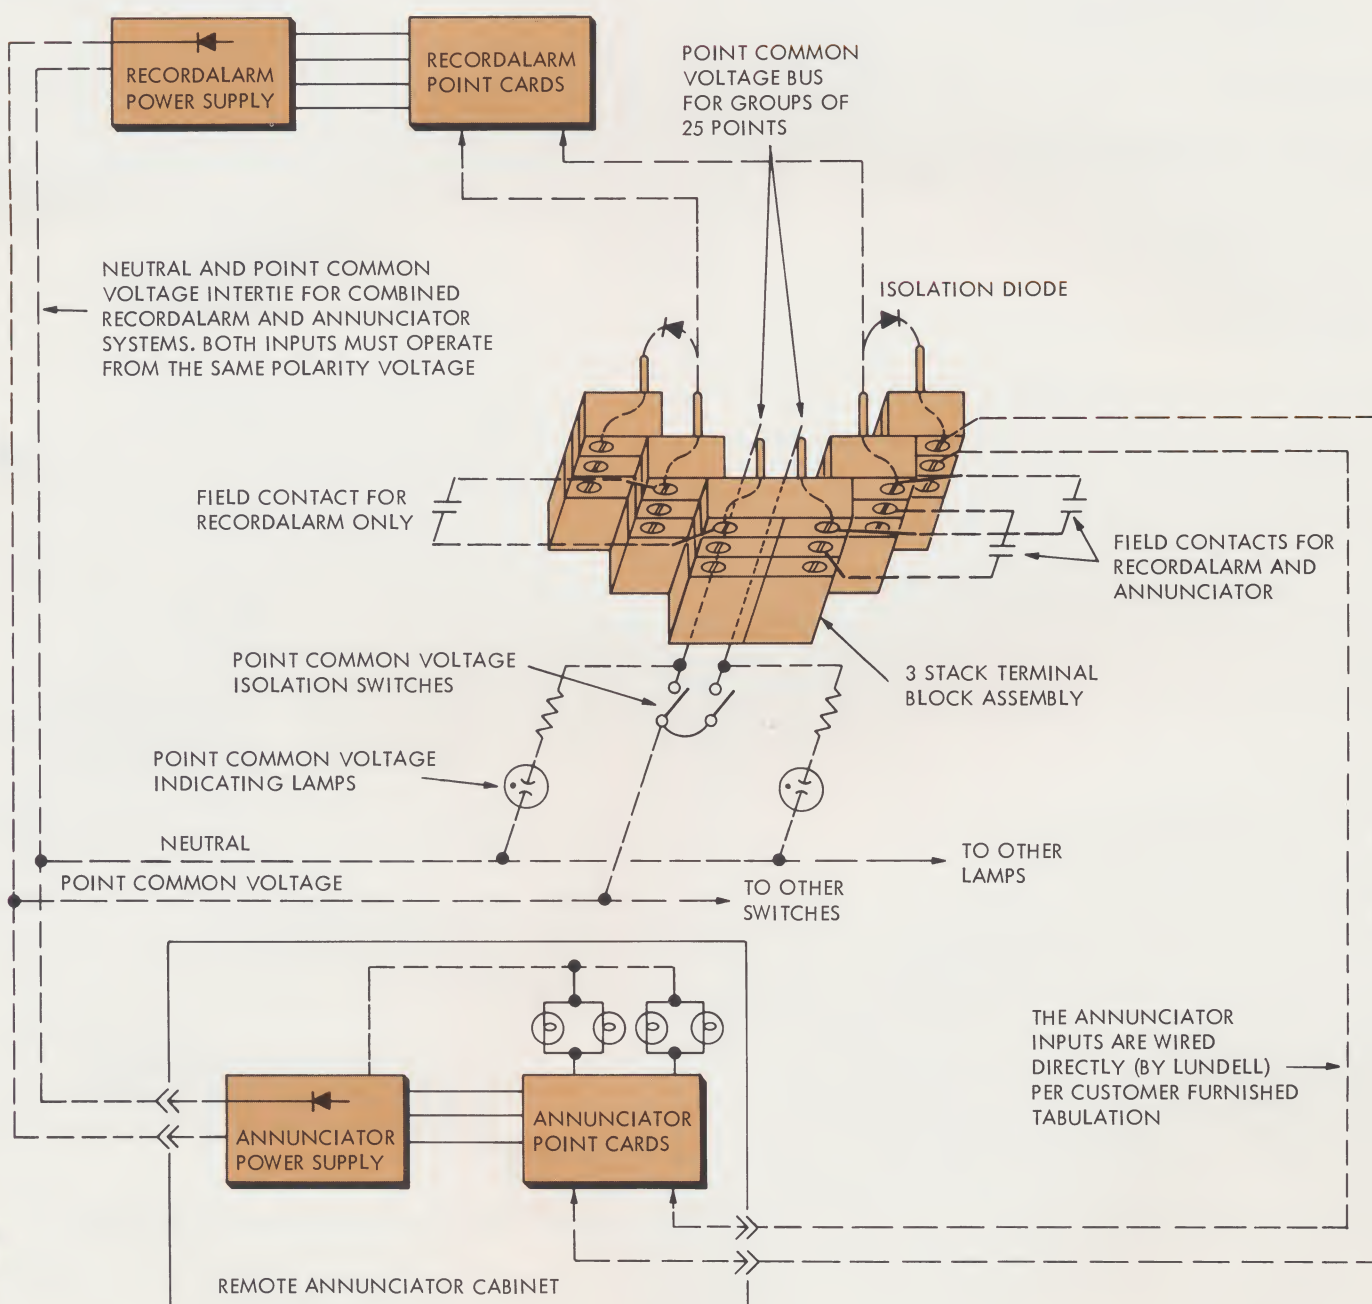 RECORDALARM
POWER SUPPLY
RECORDALARM
POINT CARDS
POINT COMMON
VOLTAGE BUS
FOR GROUPS OF
25 POINTS
NEUTRAL AND POINT COMMON
VOLTAGE INTERTIE FOR COMBINED
RECORDALARM AND ANNUNCIATOR
SYSTEMS. BOTH INPUTS MUST OPERATE
FROM THE SAME POLARITY VOLTAGE
ISOLATION DIODE
FIELD CONTACT FOR
RECORDALARM ONLY
FIELD CONTACTS FOR
RECORDALARM AND
ANNUNCIATOR
POINT COMMON VOLTAGE
ISOLATION SWITCHES
3 STACK TERMINAL
BLOCK ASSEMBLY
POINT COMMON VOLTAGE
INDICATING LAMPS
NEUTRAL
TO OTHER
LAMPS
POINT COMMON VOLTAGE
TO OTHER
SWITCHES
THE ANNUNCIATOR
INPUTS ARE WIRED
DIRECTLY (BY LUNDELL)
PER CUSTOMER FURNISHED
TABULATION
ANNUNCIATOR
POWER SUPPLY
ANNUNCIATOR
POINT CARDS
REMOTE ANNUNCIATOR CABINET